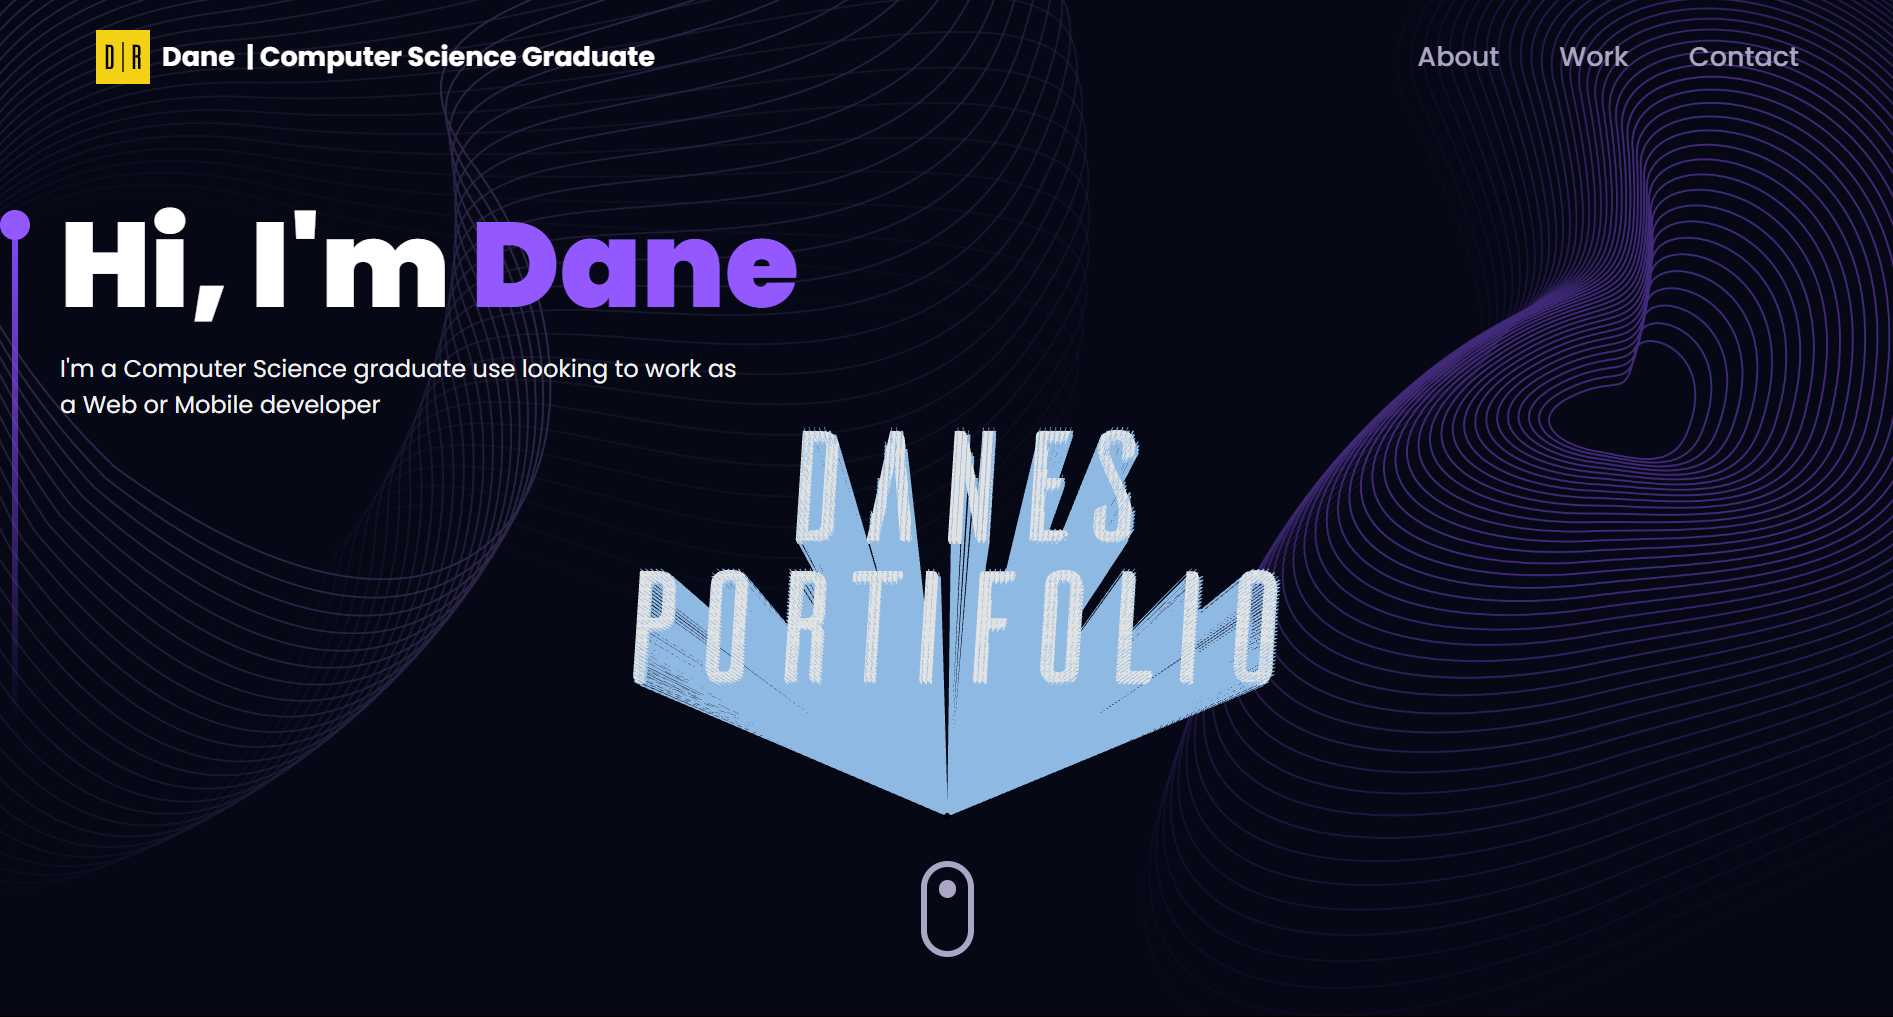 D|R Dane | Computer Science Graduate
About Work Contact
Hi, I'm Dane
I'm a Computer Science graduate use looking to work as
a Web or Mobile developer
DANES
PORTIFOLIO